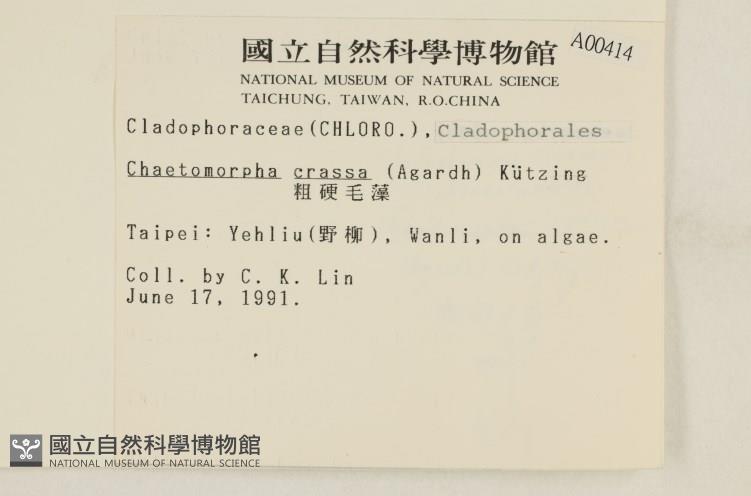 國立自然科學博物館
A00414
NATIONAL MUSEUM OF NATURAL SCIENCE
TAICHUNG, TAIWAN, R.O.CHINA
Cladophoraceae(CHLORO.), Cladophorales
Chaetomorpha crassa (Agardh) Kützing
粗硬毛藻
Taipei: Yehliu(野柳), Wanli, on algae.
Coll. by C. K. Lin
June 17, 1991.
國立自然科學博物館
NATIONAL MUSEUM OF NATURAL SCIENCE